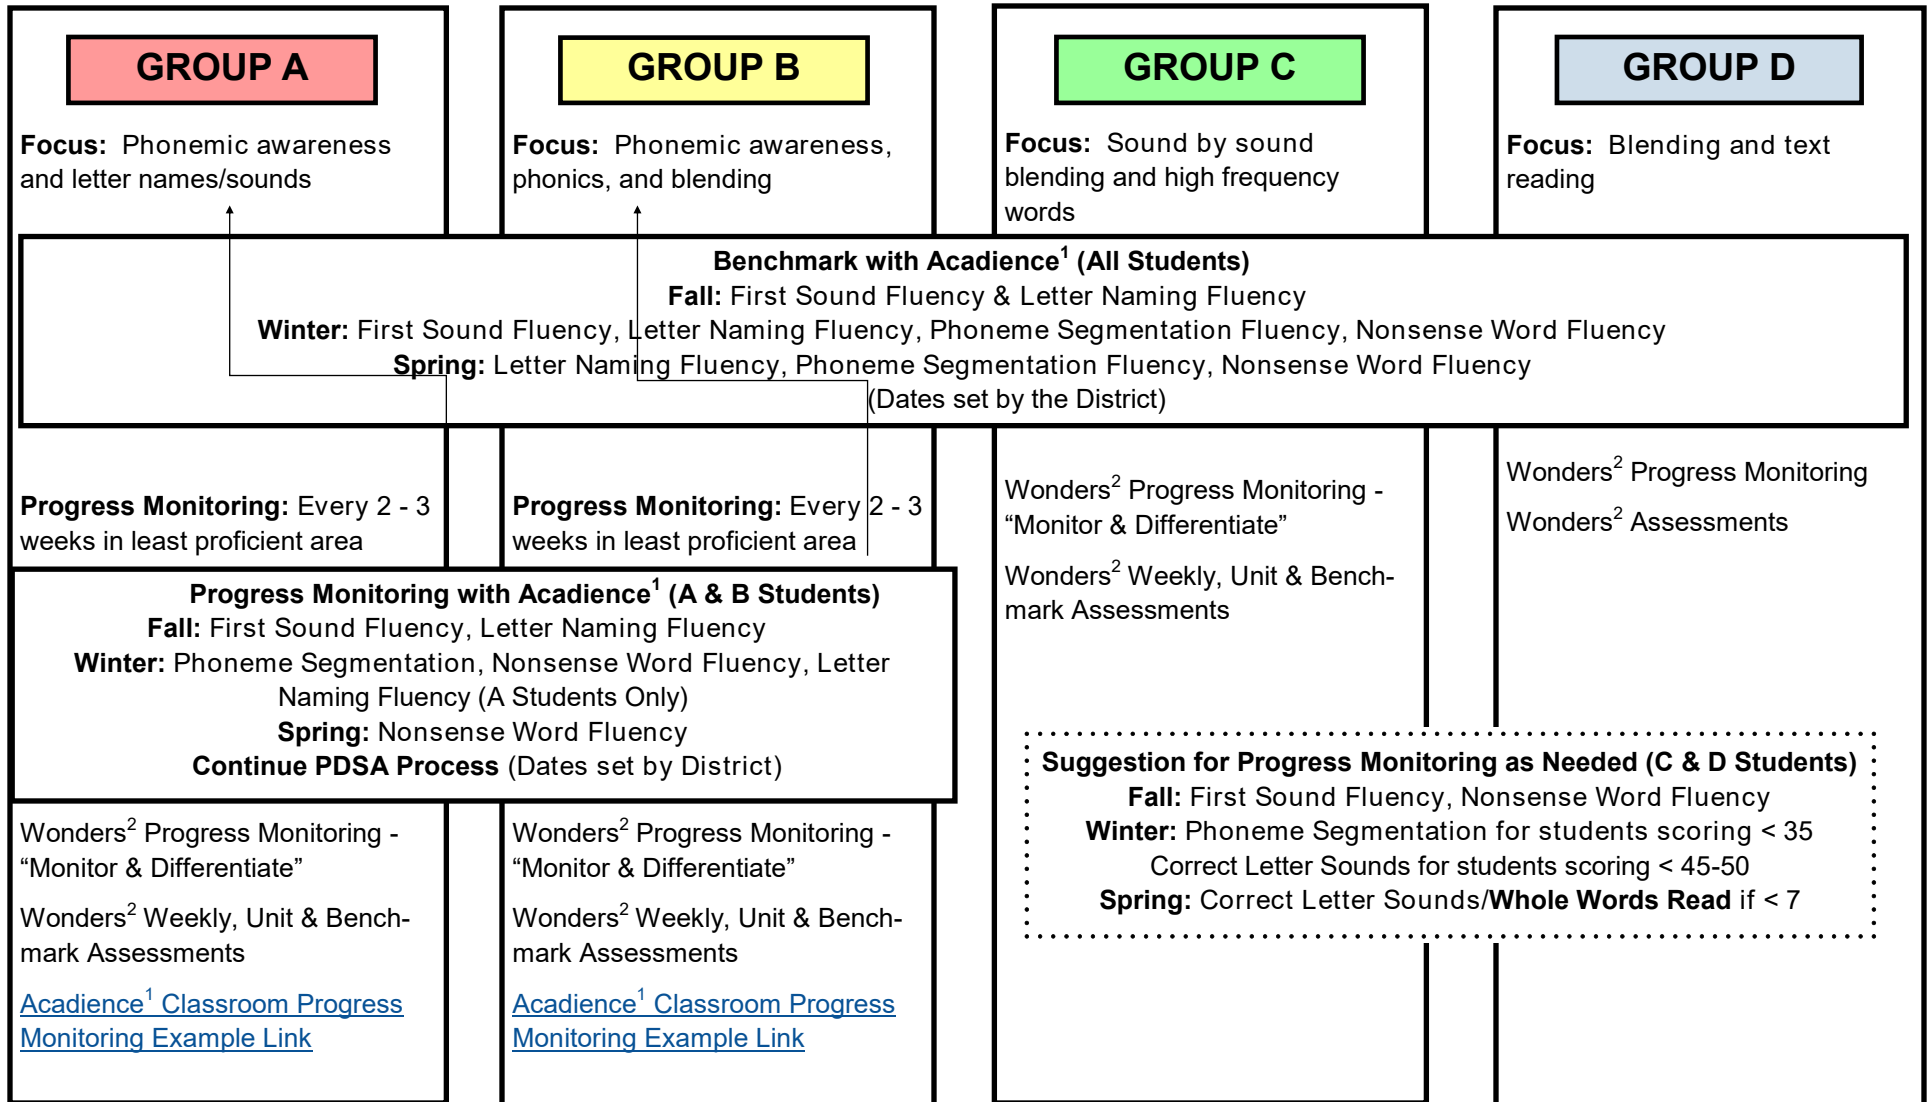 GROUP A
Focus: Phonemic awareness
and letter names/sounds
GROUP B
Focus: Phonemic awareness,
phonics, and blending
GROUP C
Focus: Sound by sound
blending and high frequency
words
GROUP D
Focus: Blending and text
reading
Benchmark with Acadience¹ (All Students)
Fall: First Sound Fluency & Letter Naming Fluency
Winter: First Sound Fluency, Letter Naming Fluency, Phoneme Segmentation Fluency, Nonsense Word Fluency
Spring: Letter Naming Fluency, Phoneme Segmentation Fluency, Nonsense Word Fluency
(Dates set by the District)
Progress Monitoring: Every 2 - 3
weeks in least proficient area
Progress Monitoring: Every 2 - 3
weeks in least proficient area
Progress Monitoring with Acadience¹ (A & B Students)
Fall: First Sound Fluency, Letter Naming Fluency
Winter: Phoneme Segmentation, Nonsense Word Fluency, Letter
Naming Fluency (A Students Only)
Spring: Nonsense Word Fluency
Continue PDSA Process (Dates set by District)
Wonders² Progress Monitoring -
“Monitor & Differentiate”
Wonders² Weekly, Unit & Bench-
mark Assessments
Acadience¹ Classroom Progress
Monitoring Example Link
Wonders² Progress Monitoring -
“Monitor & Differentiate”
Wonders² Weekly, Unit & Bench-
mark Assessments
Acadience¹ Classroom Progress
Monitoring Example Link
Wonders² Progress Monitoring -
“Monitor & Differentiate”
Wonders² Weekly, Unit & Bench-
mark Assessments
Wonders² Progress Monitoring
Wonders² Assessments
Suggestion for Progress Monitoring as Needed (C & D Students)
Fall: First Sound Fluency, Nonsense Word Fluency
Winter: Phoneme Segmentation for students scoring < 35
Correct Letter Sounds for students scoring < 45-50
Spring: Correct Letter Sounds/Whole Words Read if < 7